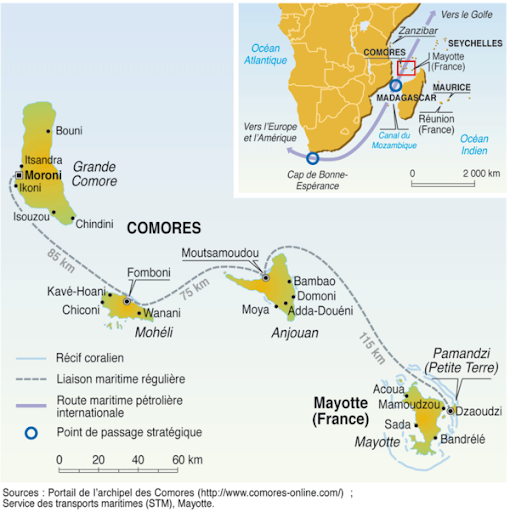 Vers le Golfe
Zanzibar
Océan
Atlantique
COMORES
SEYCHELLES
Mayotte
(France)
MADAGASCAR
MAURICE
Réunion
(France)
Vers l'Europe
et l'Amérique
Canal du
Mozambique
Océan
Indien
Cap de Bonne-
Espérance
0
2 000 km
Bouni
Itsandra
Moroni
Ikoni
Grande
Comore
Isouzou
Chindini
COMORES
85 km
Moutsamoudou
Fomboni
75 km
Kavé-Hoani
Chiconi
Wanani
Mohéli
Bambao
Domoni
Adda-Douéni
Moya
Anjouan
115 km
Récif coralien
Liaison maritime régulière
Route maritime pétrolière
internationale
Point de passage stratégique
0
20
40
60 km
Pamandzi
(Petite Terre)
Acoua
Mamoudzou
Dzaoudzi
Mayotte
(France)
Sada
Bandrélé
Mayotte
Sources : Portail de l'archipel des Comores (http://www.comores-online.com/) ;
Service des transports maritimes (STM), Mayotte.